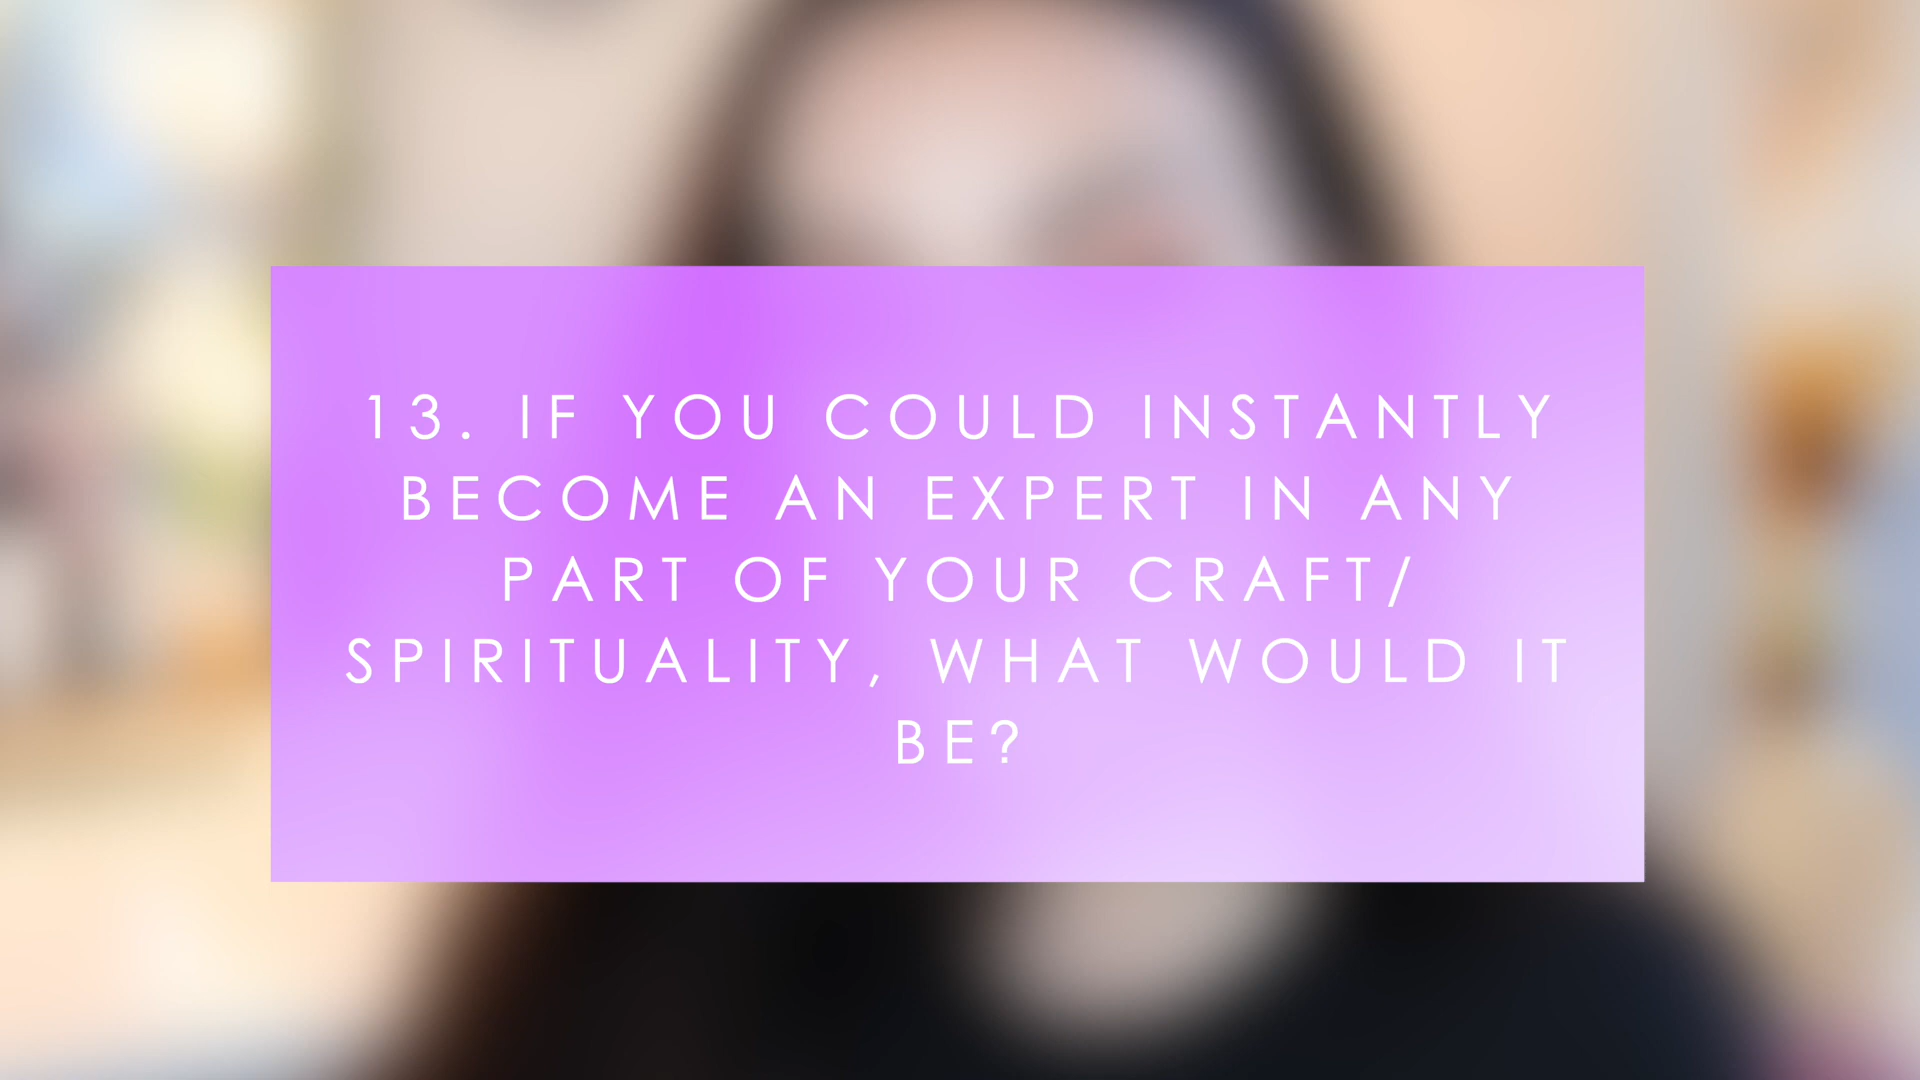 13. IF YOU COULD INSTANTLY
BECOME AN EXPERT IN ANY
PART OF YOUR CRAFT/
SPIRITUALITY, WHAT WOULD IT
BE?